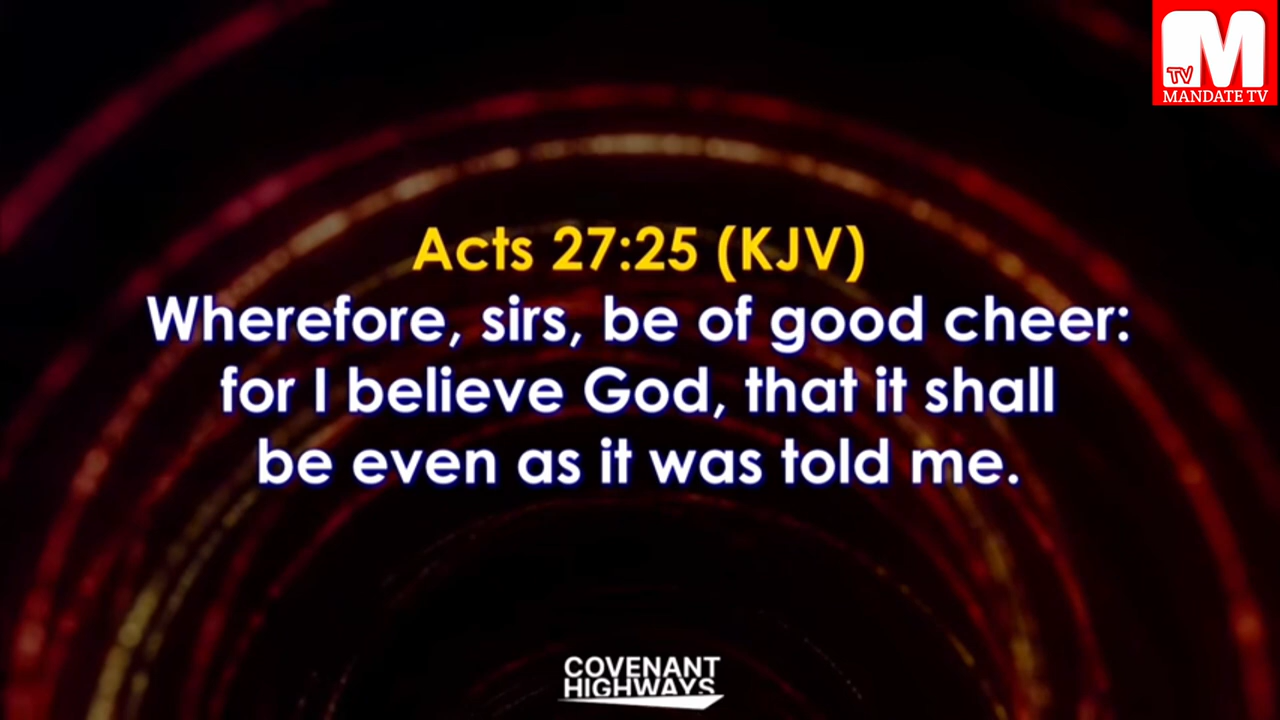 TV M
MANDATE TV
Acts 27:25 (KJV)
Wherefore, sirs, be of good cheer:
for I believe God, that it shall
be even as it was told me.
COVENANT
HIGHWAYS